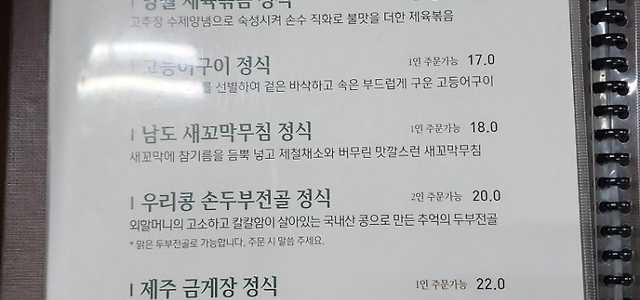 제육볶음 정식
고추장 수제양념으로 숙성시켜 손수 직화로 불맛을 더한 제육볶음
| 고등어구이 정식 1인 주문가능 17.0
를 선별하여 겉은 바삭하고 속은 부드럽게 구운 고등어구이
| 남도 새꼬막무침 정식 1인 주문가능 18.0
새꼬막에 참기름을 듬뿍 넣고 제철채소와 버무린 맛깔스런 새꼬막무침
| 우리콩 손두부전골 정식 2인 주문가능 20.0
외할머니의 고소하고 칼칼함이 살아있는 국내산 콩으로 만든 추억의 두부전골
* 맑은 두부전골로 가능합니다. 주문 시 말씀 주세요.
| 제주 금게장 정식 1인 주문가능 22.0